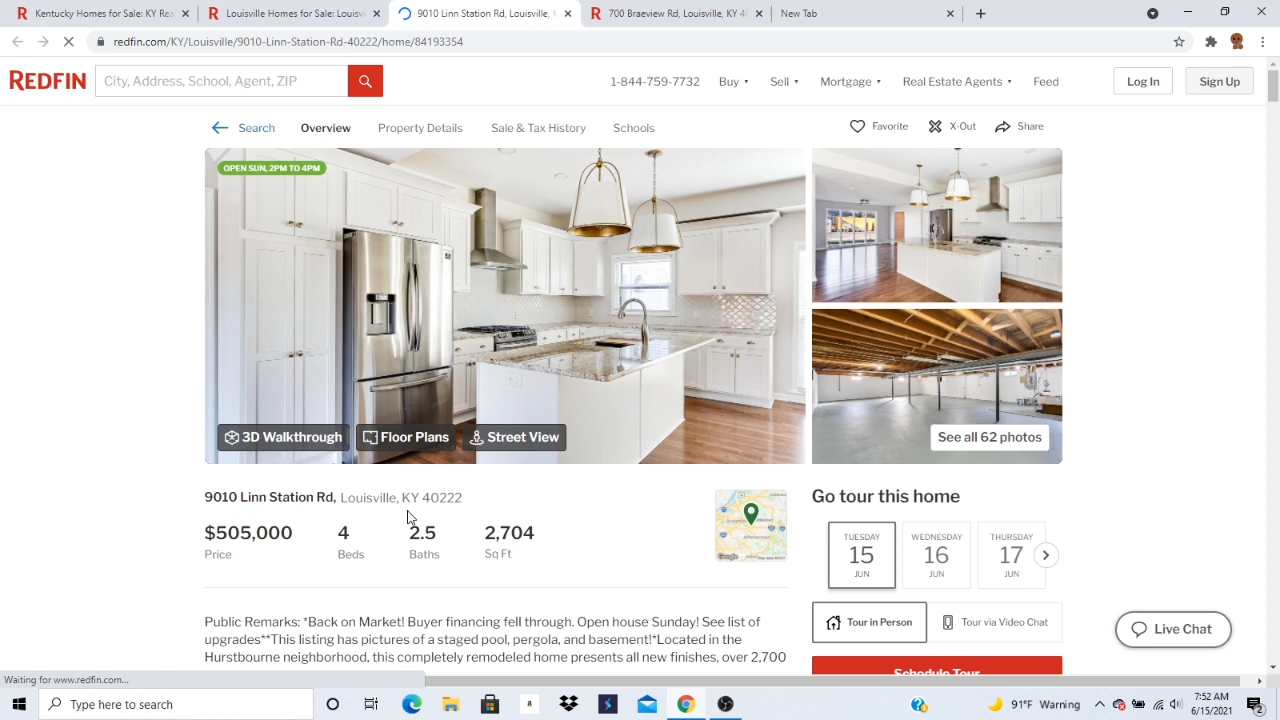 Kentucky Homes for Sale: Rea
Louisville Homes for Sale: Louisv
9010 Linn Station Rd, Louisville,
700 Braeview Rd, Louisville, KY 40
New Tab
redfin.com/KY/Louisville/9010-Linn-Station-Rd-40222/home/84193354
REDFIN
City, Address, School, Agent, ZIP
1-844-759-7732
Buy
Sell
Mortgage
Real Estate Agents
Feed
Log In
Sign Up
Search
Overview
Property Details
Sale & Tax History
Schools
Favorite
X-Out
Share
OPEN SUN, 2PM TO 4PM
3D Walkthrough
Floor Plans
Street View
See all 62 photos
9010 Linn Station Rd, Louisville, KY 40222
$505,000 4 2.5 2,704
Price Beds Baths Sq Ft
Google
Go tour this home
TUESDAY WEDNESDAY THURSDAY
15 16 17
JUN JUN JUN
Tour in Person
Tour via Video Chat
Schedule Tour
Public Remarks: *Back on Market! Buyer financing fell through. Open house Sunday! See list of
upgrades**This listing has pictures of a staged pool, pergola, and basement!*Located in the
Hurstbourne neighborhood, this completely remodeled home presents all new finishes, over 2,700
Live Chat
Waiting for www.redfin.com...
Type here to search
91°F Warning
7:52 AM
6/15/2021
2